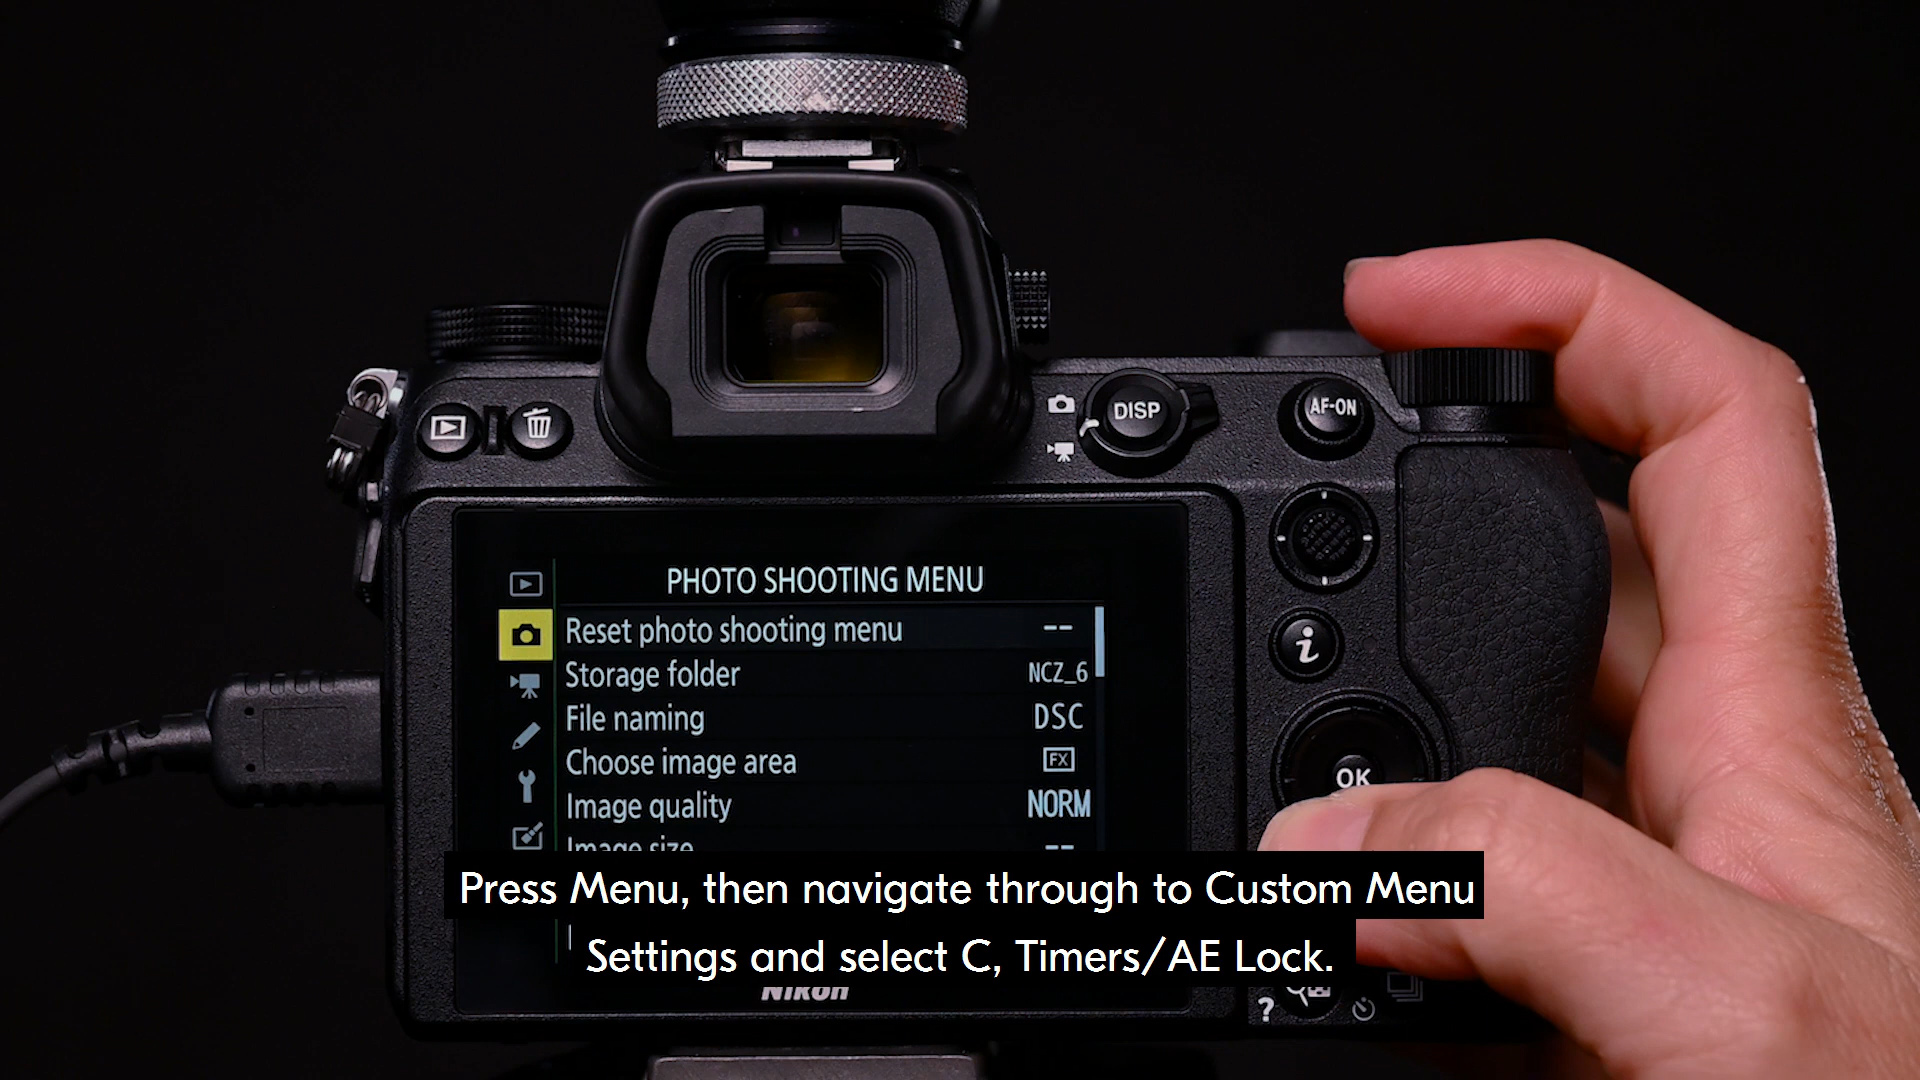 DISP
AF-ON
PHOTO SHOOTING MENU
Reset photo shooting menu --
Storage folder NCZ_6
File naming DSC
Choose image area FX
Image quality NORM
Image size --
i
OK
Press Menu, then navigate through to Custom Menu
Settings and select C, Timers/AE Lock.
Nikon
?